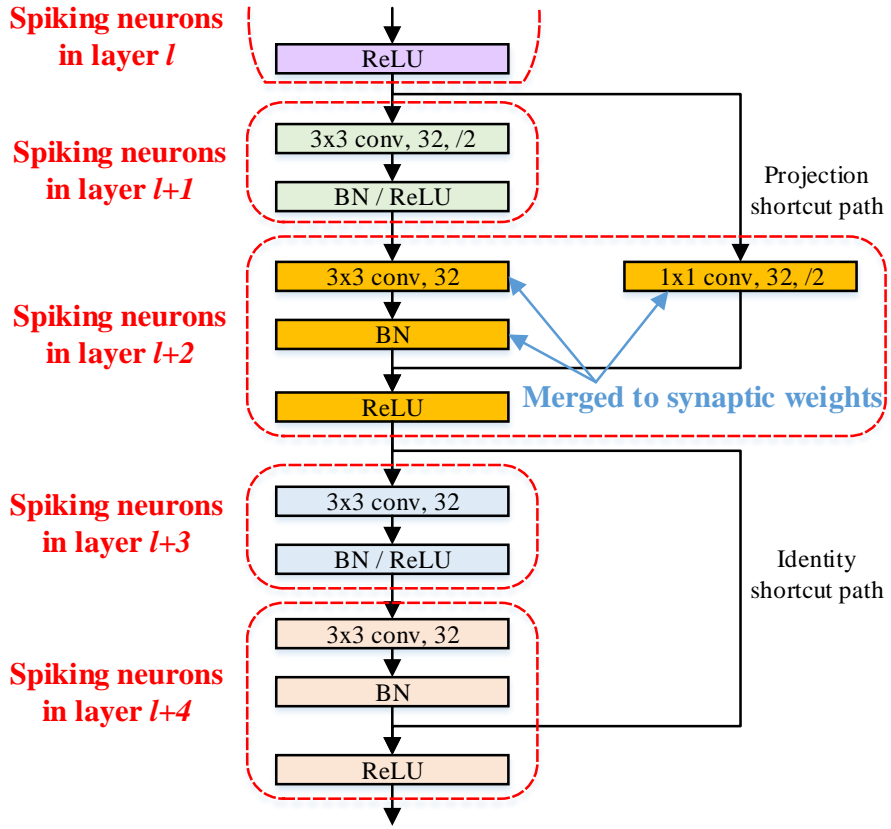 Spiking neurons
in layer l
ReLU
3x3 conv, 32, /2
Spiking neurons
in layer l+1
BN / ReLU
Projection
shortcut path
3x3 conv, 32
1x1 conv, 32, /2
Spiking neurons
in layer l+2
BN
ReLU
Merged to synaptic weights
Spiking neurons
in layer l+3
3x3 conv, 32
BN / ReLU
Identity
shortcut path
3x3 conv, 32
Spiking neurons
in layer l+4
BN
ReLU